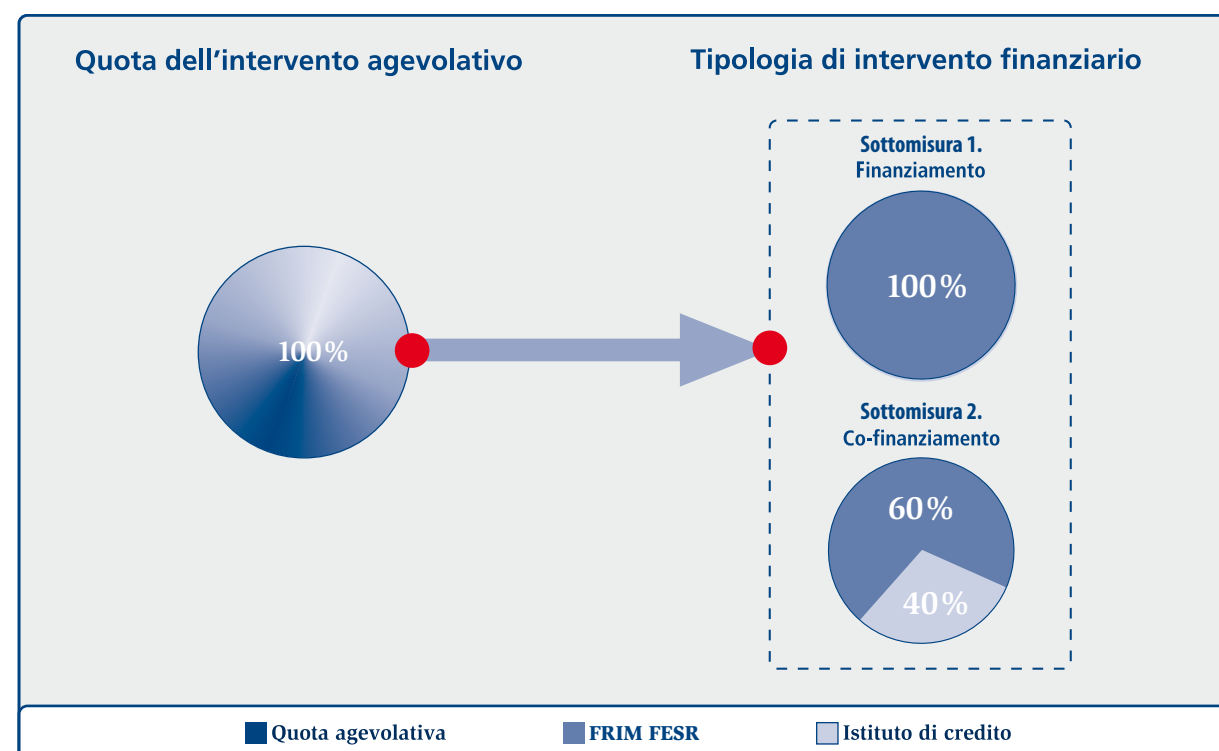 Quota dell'intervento agevolativo
Tipologia di intervento finanziario
100%
Sottomisura 1.
Finanziamento
100%
Sottomisura 2.
Co-finanziamento
60%
40%
Quota agevolativa
FRIM FESR
Istituto di credito